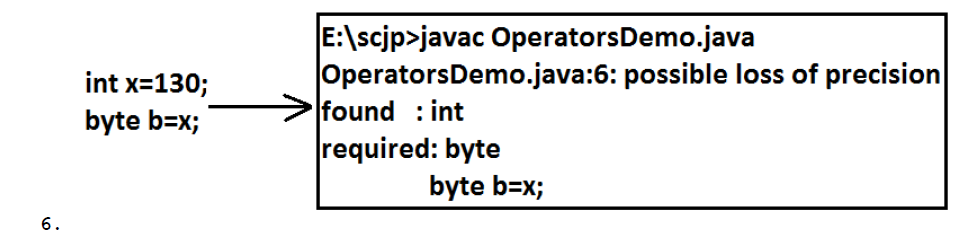 int x=130;
byte b=x;
E:\scjp>javac OperatorsDemo.java
OperatorsDemo.java:6: possible loss of precision
found : int
required: byte
byte b=x;
6.